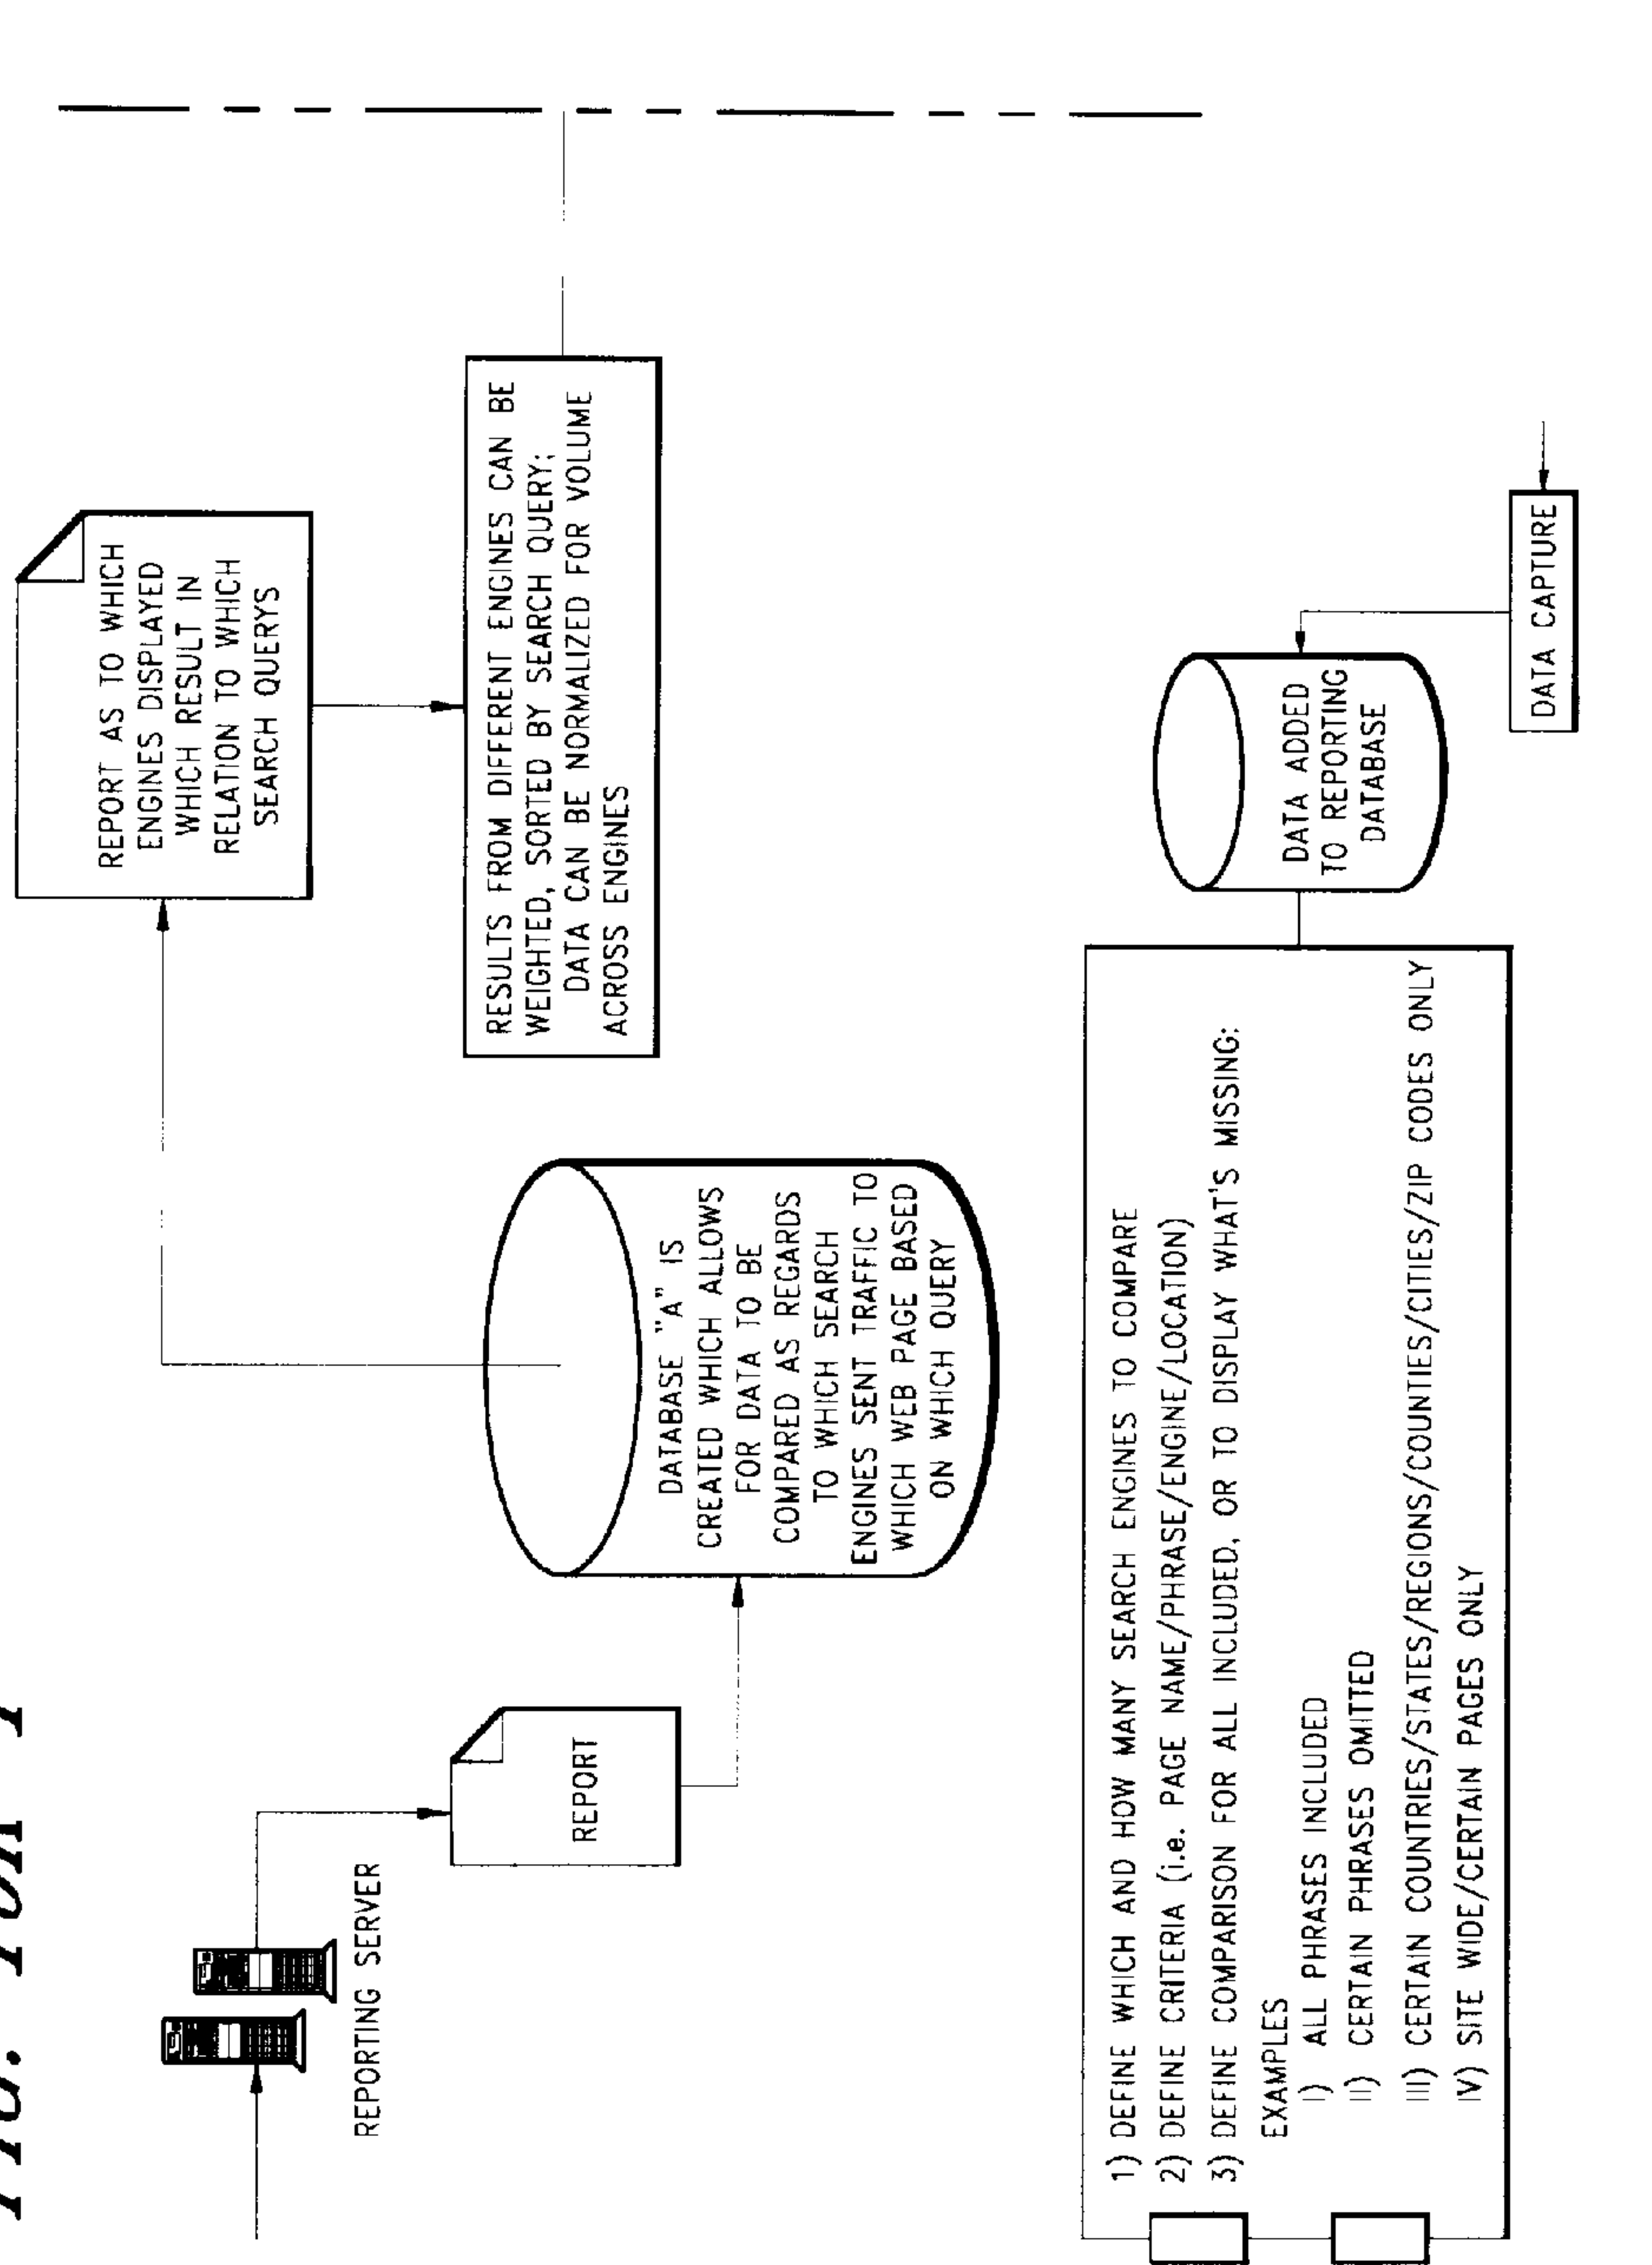 REPORTING SERVER
REPORT
DATABASE "A" IS
CREATED WHICH ALLOWS
FOR DATA TO BE
COMPARED AS REGARDS
TO WHICH SEARCH
ENGINES SENT TRAFFIC TO
WHICH WEB PAGE BASED
ON WHICH QUERY
REPORT AS TO WHICH
ENGINES DISPLAYED
WHICH RESULT IN
RELATION TO WHICH
SEARCH QUERYS
RESULTS FROM DIFFERENT ENGINES CAN BE
WEIGHTED, SORTED BY SEARCH QUERY;
DATA CAN BE NORMALIZED FOR VOLUME
ACROSS ENGINES
1) DEFINE WHICH AND HOW MANY SEARCH ENGINES TO COMPARE
2) DEFINE CRITERIA (i.e. PAGE NAME/PHRASE/ENGINE/LOCATION)
3) DEFINE COMPARISON FOR ALL INCLUDED, OR TO DISPLAY WHAT'S MISSING:
EXAMPLES
I) ALL PHRASES INCLUDED
II) CERTAIN PHRASES OMITTED
III) CERTAIN COUNTRIES/STATES/REGIONS/COUNTIES/CITIES/ZIP CODES ONLY
IV) SITE WIDE/CERTAIN PAGES ONLY
DATA ADDED
TO REPORTING
DATABASE
DATA CAPTURE